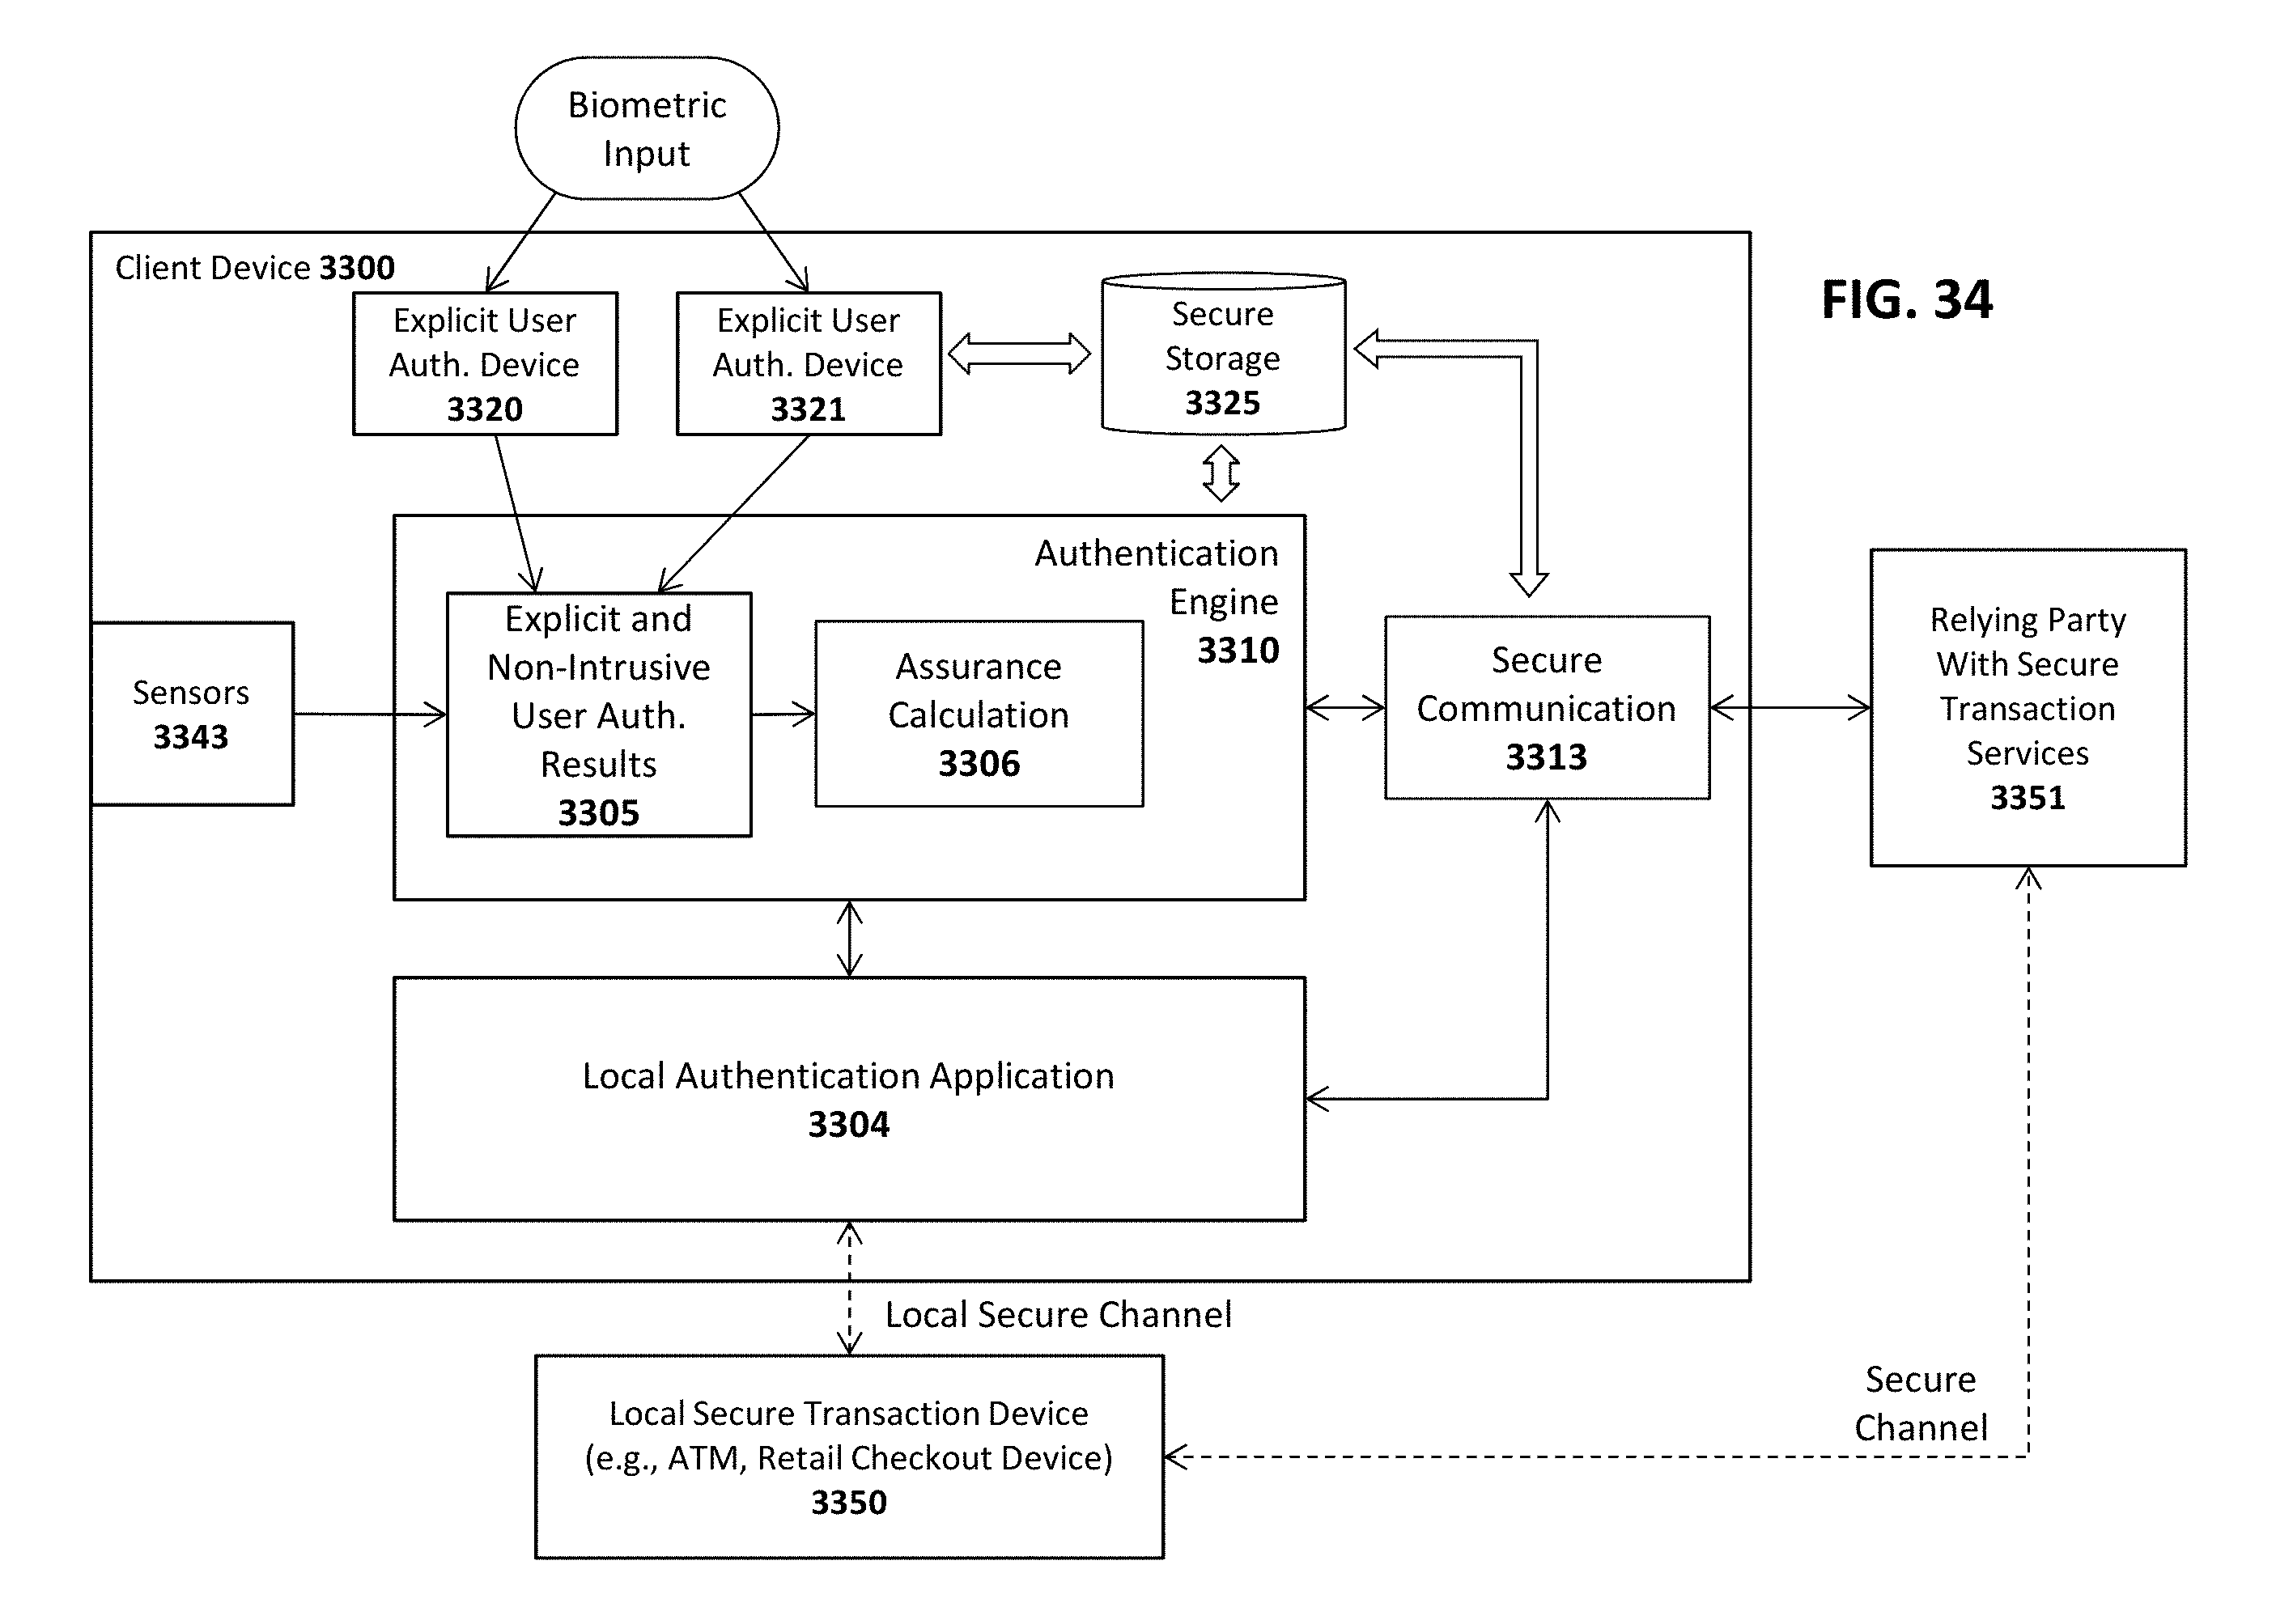 Biometric
Input
Client Device 3300
FIG. 34
Explicit User
Auth. Device
3320
Explicit User
Auth. Device
3321
Secure
Storage
3325
Authentication
Engine
3310
Sensors
3343
Explicit and
Non-Intrusive
User Auth.
Results
3305
Assurance
Calculation
3306
Secure
Communication
3313
Relying Party
With Secure
Transaction
Services
3351
Local Authentication Application
3304
Local Secure Channel
Local Secure Transaction Device
(e.g., ATM, Retail Checkout Device)
3350
Secure
Channel